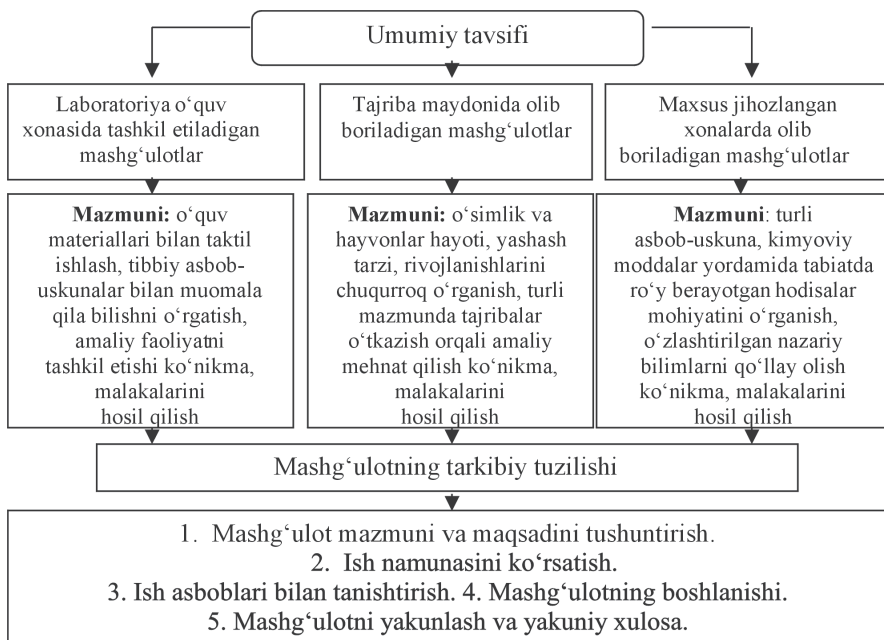 Umumiy tavsifi
Laboratoriya o‘quv
xonasida tashkil etiladigan
mashg‘ulotlar
Tajriba maydonida olib
boriladigan mashg‘ulotlar
Maxsus jihozlangan
xonalarda olib
boriladigan mashg‘ulotlar
Mazmuni: o‘quv
materiallari bilan taktil
ishlash, tibbiy asbob-
uskunalar bilan muomala
qila bilishni o‘rgatish,
amaliy faoliyatni
tashkil etishi ko‘nikma,
malakalarini
hosil qilish
Mazmuni: o‘simlik va
hayvonlar hayoti, yashash
tarzi, rivojlanishlarini
chuqurroq o‘rganish, turli
mazmunda tajribalar
o‘tkazish orqali amaliy
mehnat qilish ko‘nikma,
malakalarini
hosil qilish
Mazmuni: turli
asbob-uskuna, kimyoviy
moddalar yordamida tabiatda
ro‘y berayotgan hodisalar
mohiyatini o‘rganish,
o‘zlashtirilgan nazariy
bilimlarni qo‘llay olish
ko‘nikma, malakalarini
hosil qilish
Mashg‘ulotning tarkibiy tuzilishi
1. Mashg‘ulot mazmuni va maqsadini tushuntirish.
2. Ish namunasini ko‘rsatish.
3. Ish asboblari bilan tanishtirish. 4. Mashg‘ulotning boshlanishi.
5. Mashg‘ulotni yakunlash va yakuniy xulosa.